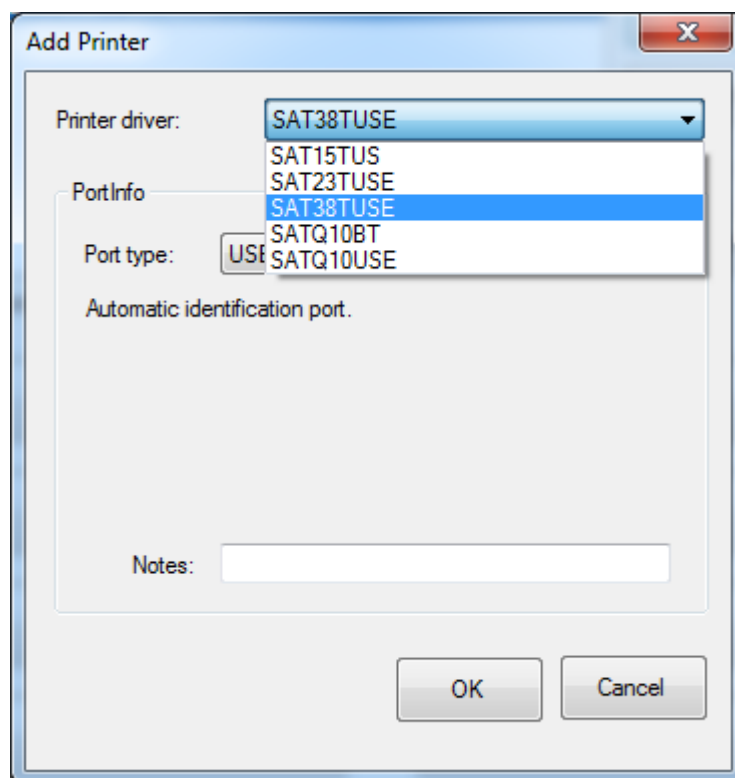 Add Printer
Printer driver: SAT38TUSE
SAT15TUS
SAT23TUSE
SAT38TUSE
SATQ10BT
SATQ10USE
PortInfo
Port type:
Automatic identification port.
Notes:
OK Cancel